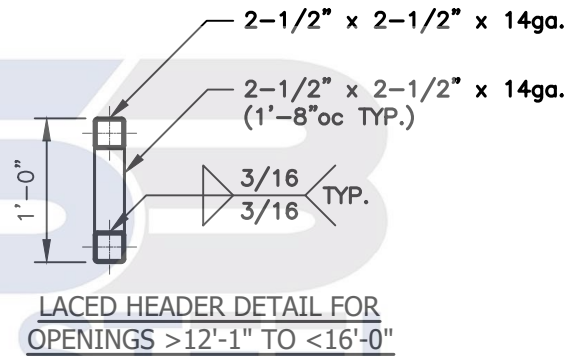 2-1/2" x 2-1/2" x 14ga.
2-1/2" x 2-1/2" x 14ga.
(1'-8"oc TYP.)
1'-0"
3/16
3/16
TYP.
LACED HEADER DETAIL FOR
OPENINGS >12'-1" TO <16'-0"